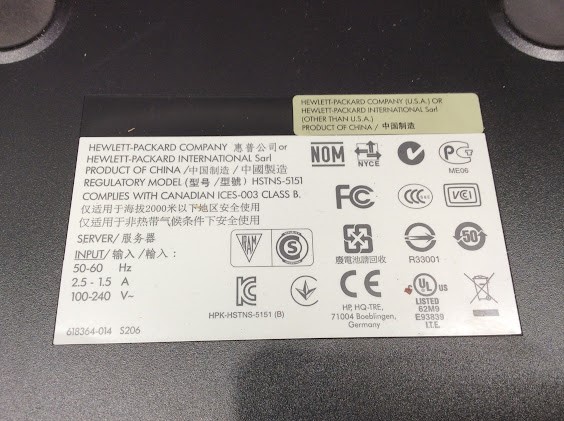 HEWLETT-PACKARD COMPANY (U.S.A.) OR
HEWLETT-PACKARD INTERNATIONAL Sarl
(OTHER THAN U.S.A.)
PRODUCT OF CHINA / 中国制造
HEWLETT-PACKARD COMPANY 惠普公司or
HEWLETT-PACKARD INTERNATIONAL Sarl
PRODUCT OF CHINA /中国制造 /中國製造
REGULATORY MODEL (型号 /型號) HSTNS-5151
COMPLIES WITH CANADIAN ICES-003 CLASS B.
仅适用于海拔2000米以下地区安全使用
仅适用于非热带气候条件下安全使用
SERVER/ 服务器
INPUT/ 输入 / 輸入 :
50-60 Hz
2.5 - 1.5 A
100-240 V~
618364-014 S206
NOM
NYCE
ME06
FC
CCC
VCI
廢電池請回收
R33001
50
HPK-HSTNS-5151 (B)
CE
HP, HQ-TRE,
71004 Boeblingen,
Germany
UL US
LISTED
62M9
E93839
I.T.E.